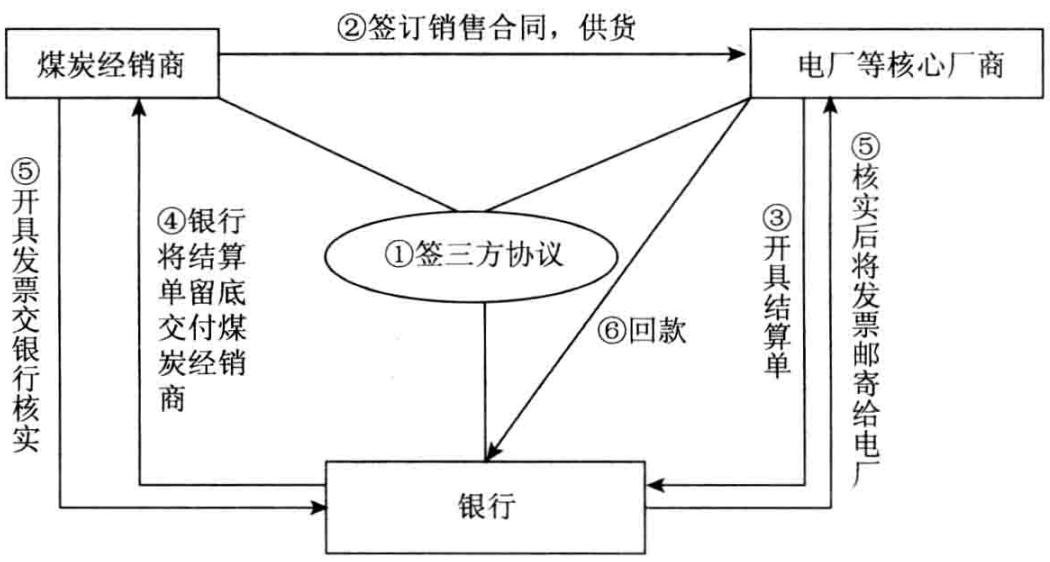 ②签订销售合同，供货
煤炭经销商
电厂等核心厂商
①签三方协议
⑤开具发票交银行核实
④银行
将结算
单留底
交付煤
炭经销
商
⑥回款
③开具结算单
⑤核实后将发票邮寄给电厂
银行